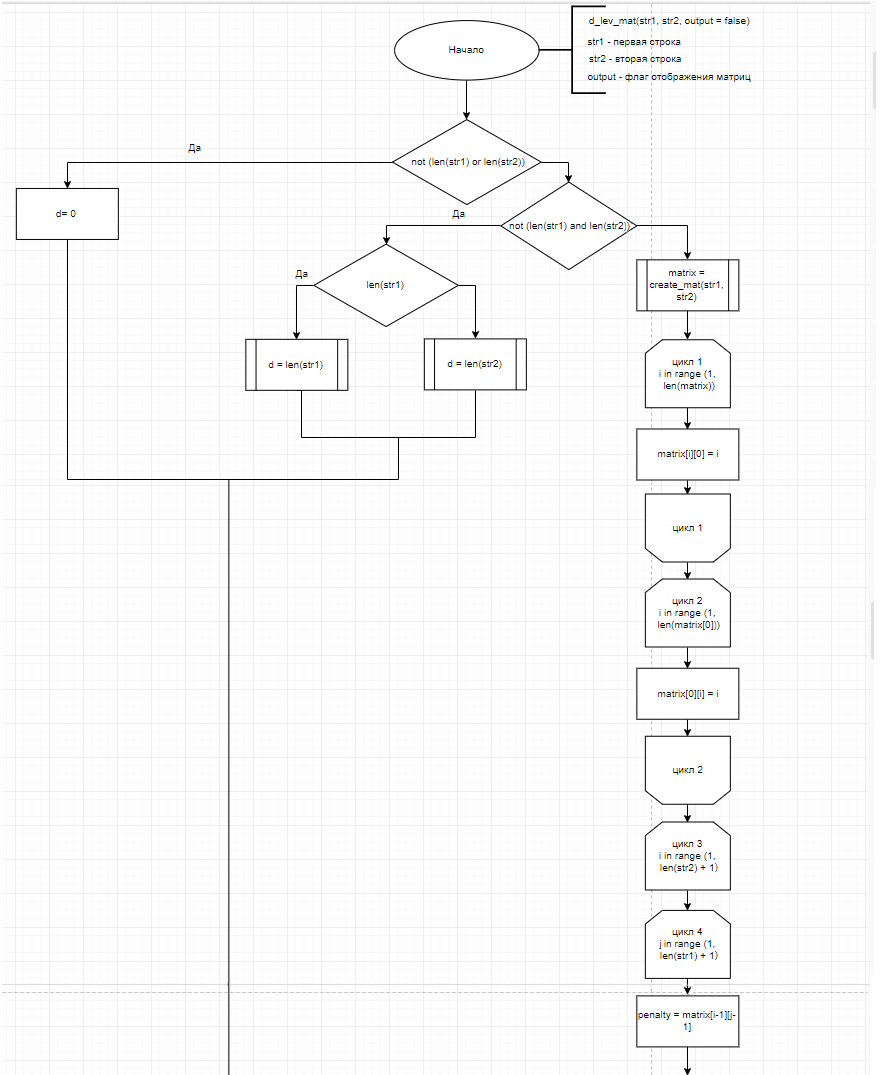 d_lev_mat(str1, str2, output = false)
str1 - первая строка
str2 - вторая строка
output - флаг отображения матриц
Начало
Да
not (len(str1) or len(str2))
d= 0
Да
not (len(str1) and len(str2))
Да
len(str1)
matrix =
create_mat(str1,
str2)
d = len(str1)
d = len(str2)
цикл 1
i in range (1,
len(matrix))
matrix[i][0] = i
цикл 1
цикл 2
i in range (1,
len(matrix[0]))
matrix[0][i] = i
цикл 2
цикл 3
i in range (1,
len(str2) + 1)
цикл 4
j in range (1,
len(str1) + 1)
penalty = matrix[i-1][j-
1]